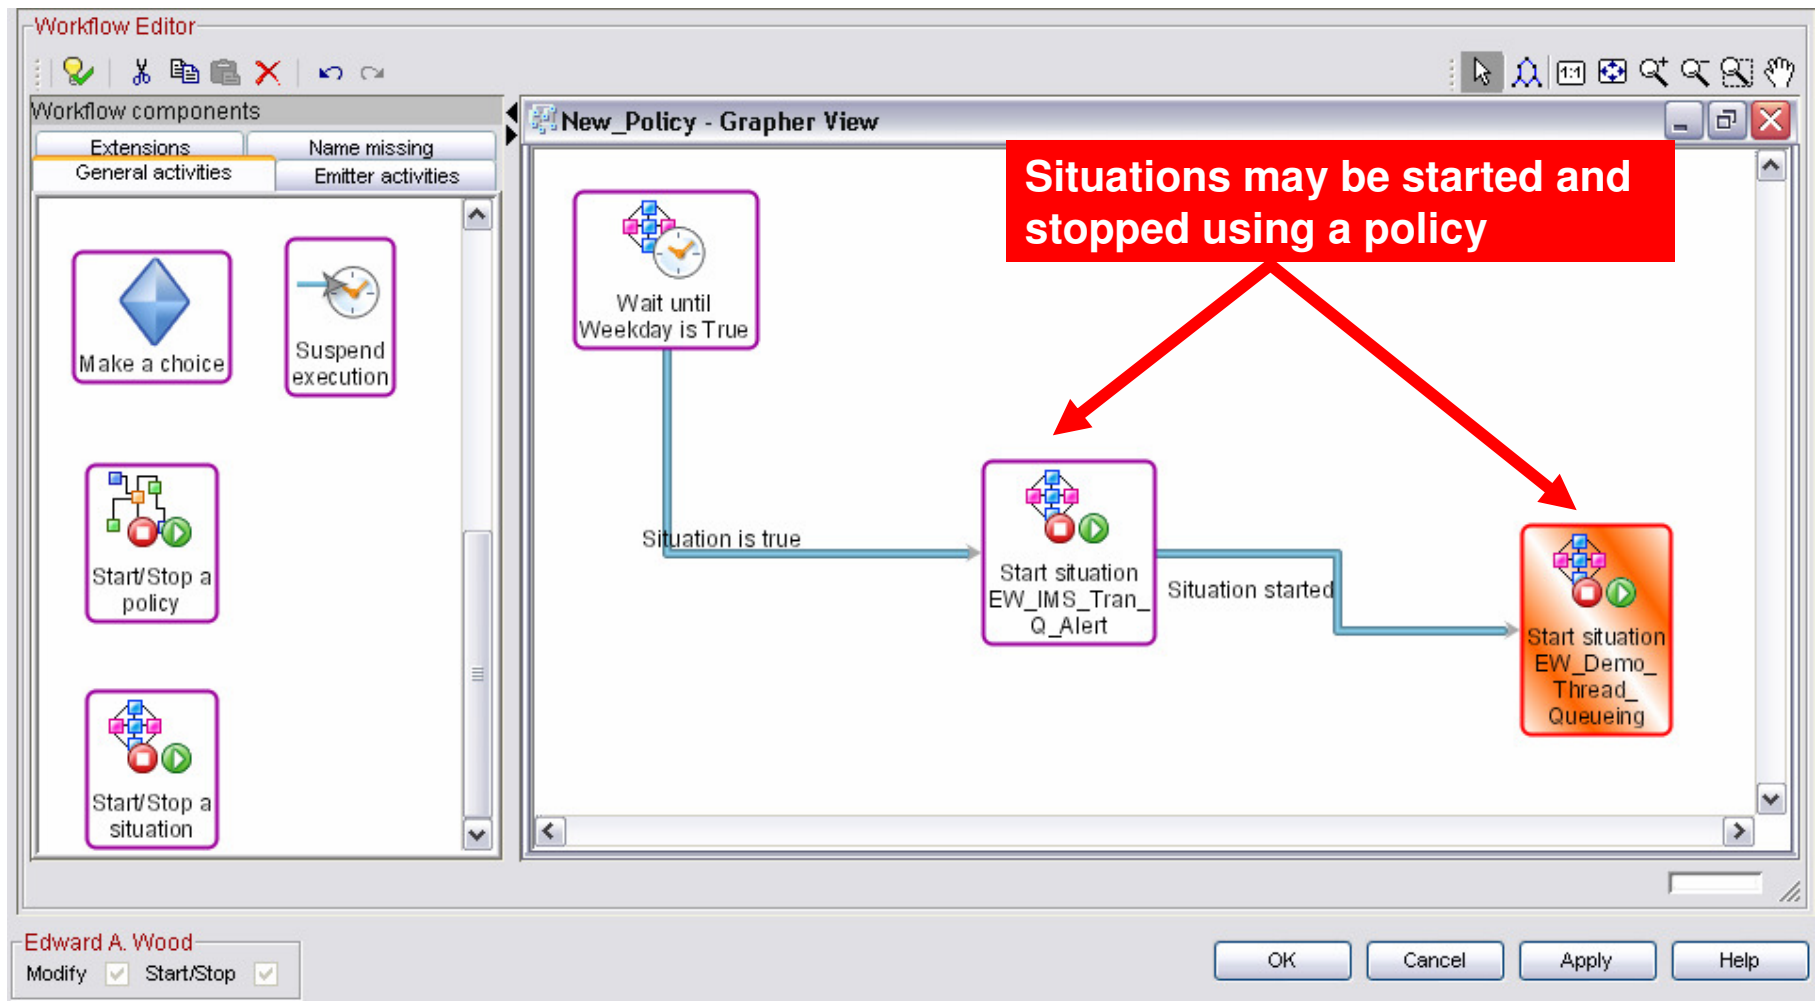 Workflow Editor
1:1
Workflow components
Extensions
Name missing
General activities
Emitter activities
Make a choice
Suspend
execution
Start/Stop a
policy
Start/Stop a
situation
New_Policy - Grapher View
Situations may be started and
stopped using a policy
Wait until
Weekday is True
Situation is true
Start situation
EW_IMS_Tran_
Q_Alert
Situation started
Start situation
EW_Demo_
Thread_
Queueing
Edward A. Wood
Modify
Start/Stop
OK
Cancel
Apply
Help